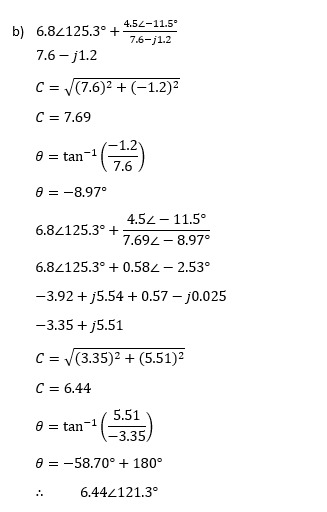 b) 6.8∠125.3° + 4.5∠−11.5° / 7.6−j1.2
7.6 − j1.2
C = √((7.6)² + (−1.2)²)
C = 7.69
θ = tan⁻¹(−1.2 / 7.6)
θ = −8.97°
6.8∠125.3° + 4.5∠ − 11.5° / 7.69∠ − 8.97°
6.8∠125.3° + 0.58∠ − 2.53°
−3.92 + j5.54 + 0.57 − j0.025
−3.35 + j5.51
C = √((3.35)² + (5.51)²)
C = 6.44
θ = tan⁻¹(5.51 / −3.35)
θ = −58.70° + 180°
∴ 6.44∠121.3°